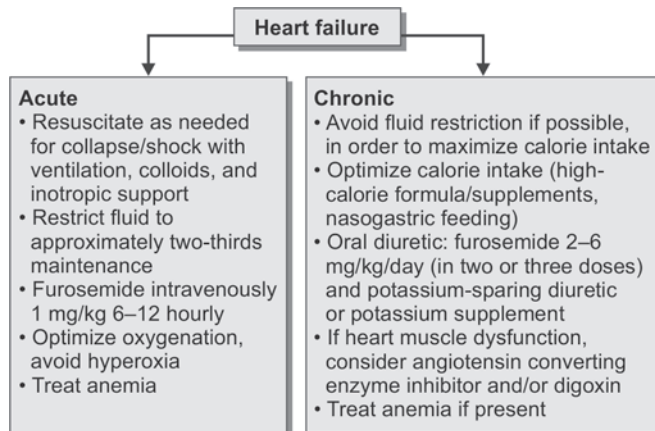 Heart failure
Acute
• Resuscitate as needed
for collapse/shock with
ventilation, colloids, and
inotropic support
• Restrict fluid to
approximately two-thirds
maintenance
• Furosemide intravenously
1 mg/kg 6–12 hourly
• Optimize oxygenation,
avoid hyperoxia
• Treat anemia
Chronic
• Avoid fluid restriction if possible,
in order to maximize calorie intake
• Optimize calorie intake (high-
calorie formula/supplements,
nasogastric feeding)
• Oral diuretic: furosemide 2–6
mg/kg/day (in two or three doses)
and potassium-sparing diuretic
or potassium supplement
• If heart muscle dysfunction,
consider angiotensin converting
enzyme inhibitor and/or digoxin
• Treat anemia if present